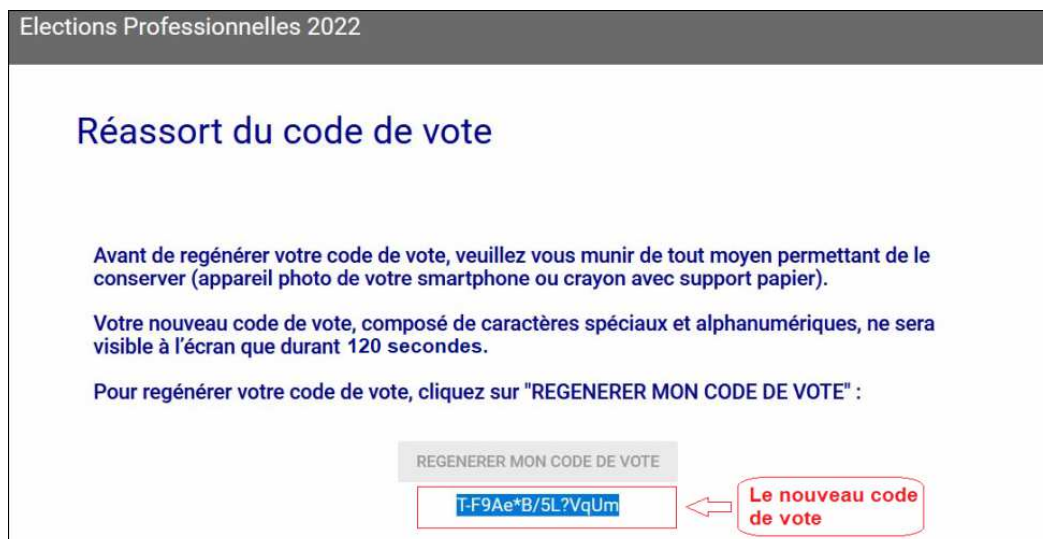 Elections Professionnelles 2022
Réassort du code de vote
Avant de regénérer votre code de vote, veuillez vous munir de tout moyen permettant de le
conserver (appareil photo de votre smartphone ou crayon avec support papier).
Votre nouveau code de vote, composé de caractères spéciaux et alphanumériques, ne sera
visible à l'écran que durant 120 secondes.
Pour regénérer votre code de vote, cliquez sur "REGENERER MON CODE DE VOTE" :
REGENERER MON CODE DE VOTE
T-F9Ae*B/5L?VqUm
Le nouveau code
de vote